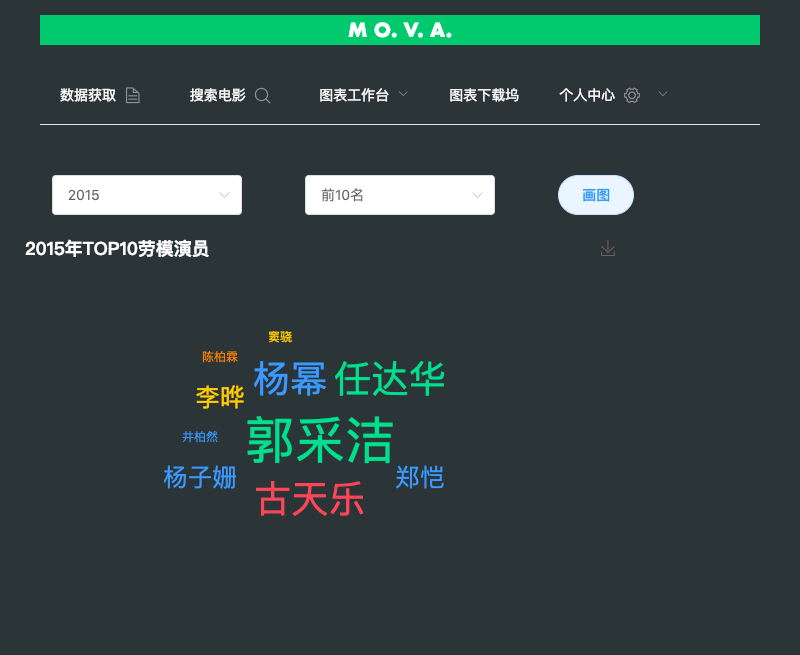 M O. V. A.
数据获取 搜索电影 图表工作台 图表下载坞 个人中心
2015 前10名 画图
2015年TOP10劳模演员
窦骁
陈柏霖
杨幂 任达华
李晔
郭采洁
井柏然
杨子姗 郑恺
古天乐